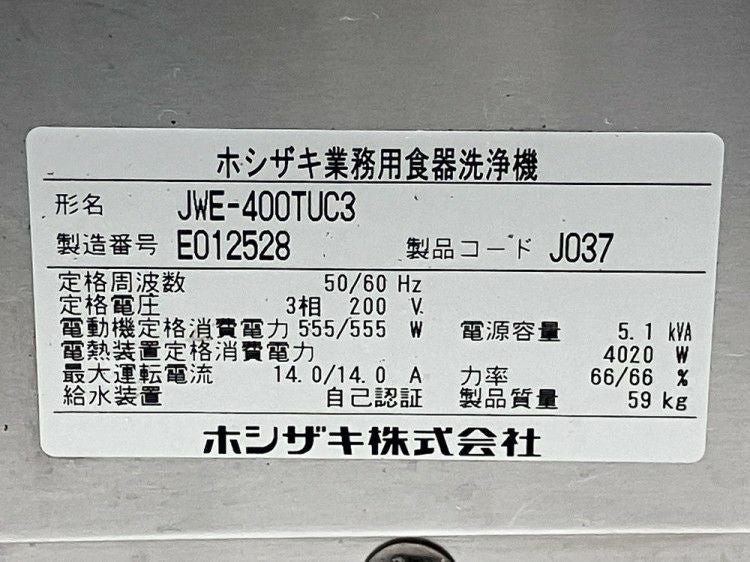 ホシザキ業務用食器洗浄機
形名 JWE-400TUC3
製造番号 E012528 製品コード J037
定格周波数 50/60 Hz
定格電圧 3相 200 V
電動機定格消費電力 555/555 W 電源容量 5.1 kVA
電熱装置定格消費電力 4020 W
最大運転電流 14.0/14.0 A 力率 66/66 %
給水装置 自己認証 製品質量 59 kg
ホシザキ株式会社